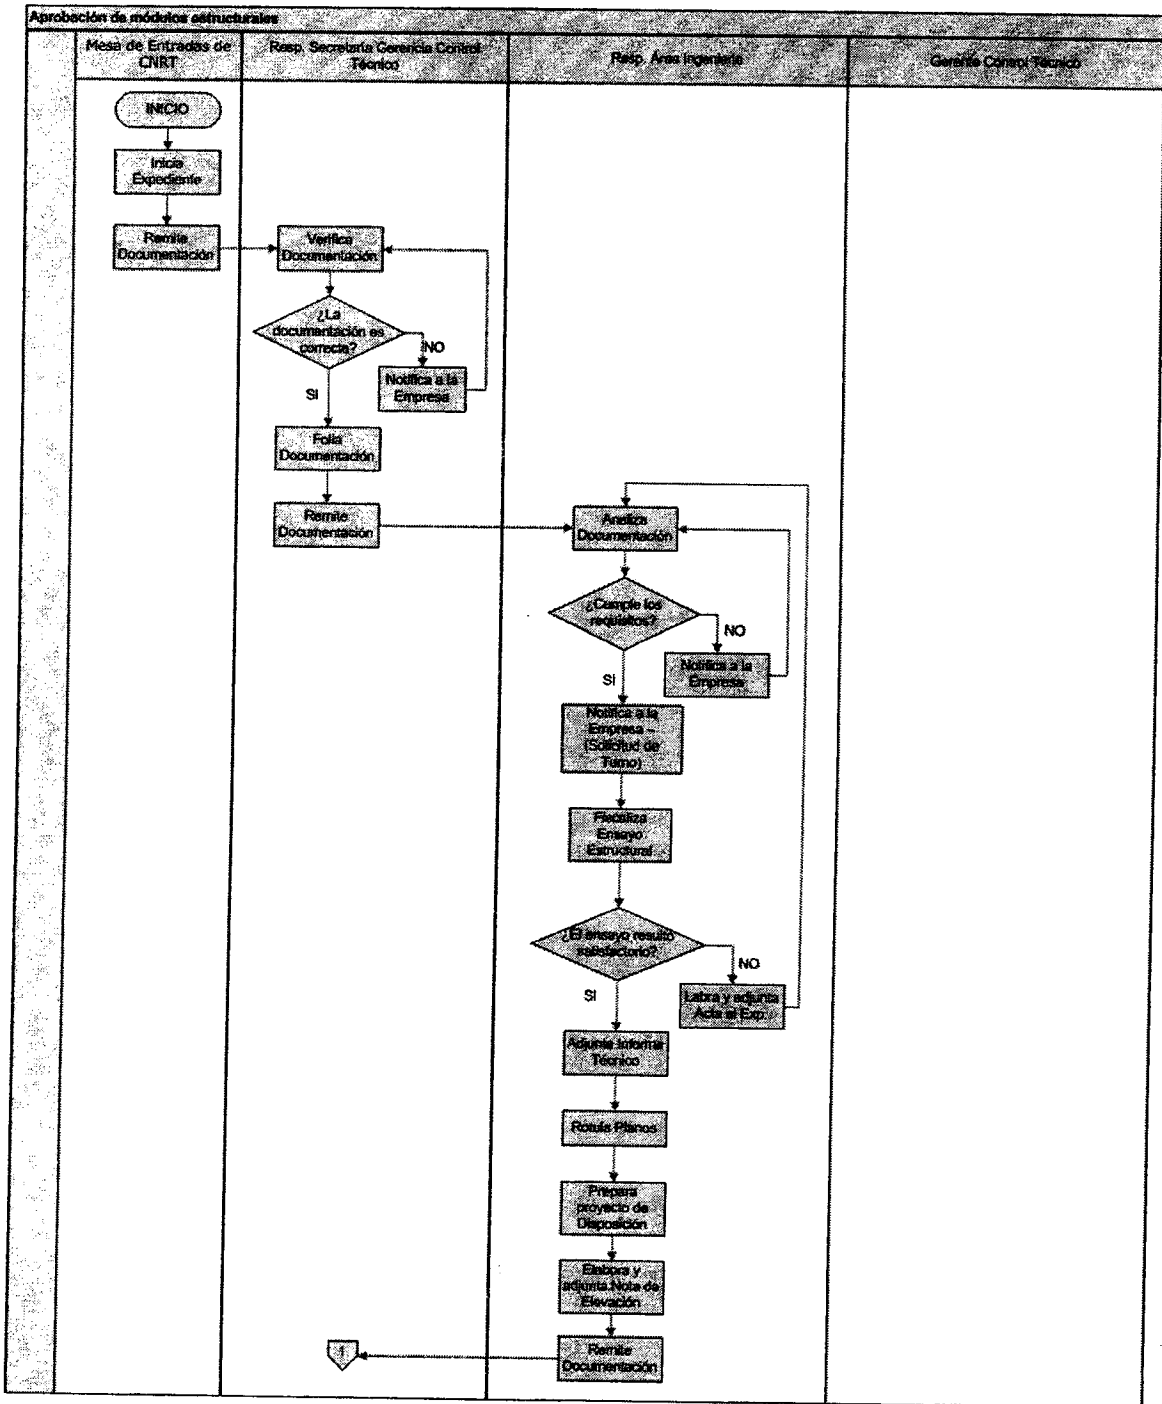 Aprobación de módulos estructurales
Mesa de Entradas de
CNRT
Resp. Secretaría Gerencia Control
Técnico
Resp. Área Ingeniería
Gerente Control Técnico
INICIO
Inicia
Expediente
Remite
Documentación
Verifica
Documentación
¿La
documentación es
correcta?
NO
Notifica a la
Empresa
SI
Folia
Documentación
Remite
Documentación
Analiza
Documentación
¿Cumple los
requisitos?
NO
Notifica a la
Empresa
SI
Notifica a la
Empresa –
(Solicitud de
Turno)
Fiscaliza
Ensayo
Estructural
¿El ensayo resultó
satisfactorio?
NO
Labra y adjunta
Acta al Exp.
SI
Adjunta Informe
Técnico
Rotula Planos
Prepara
proyecto de
Disposición
Elabora y
adjunta Nota de
Elevación
Remite
Documentación
1